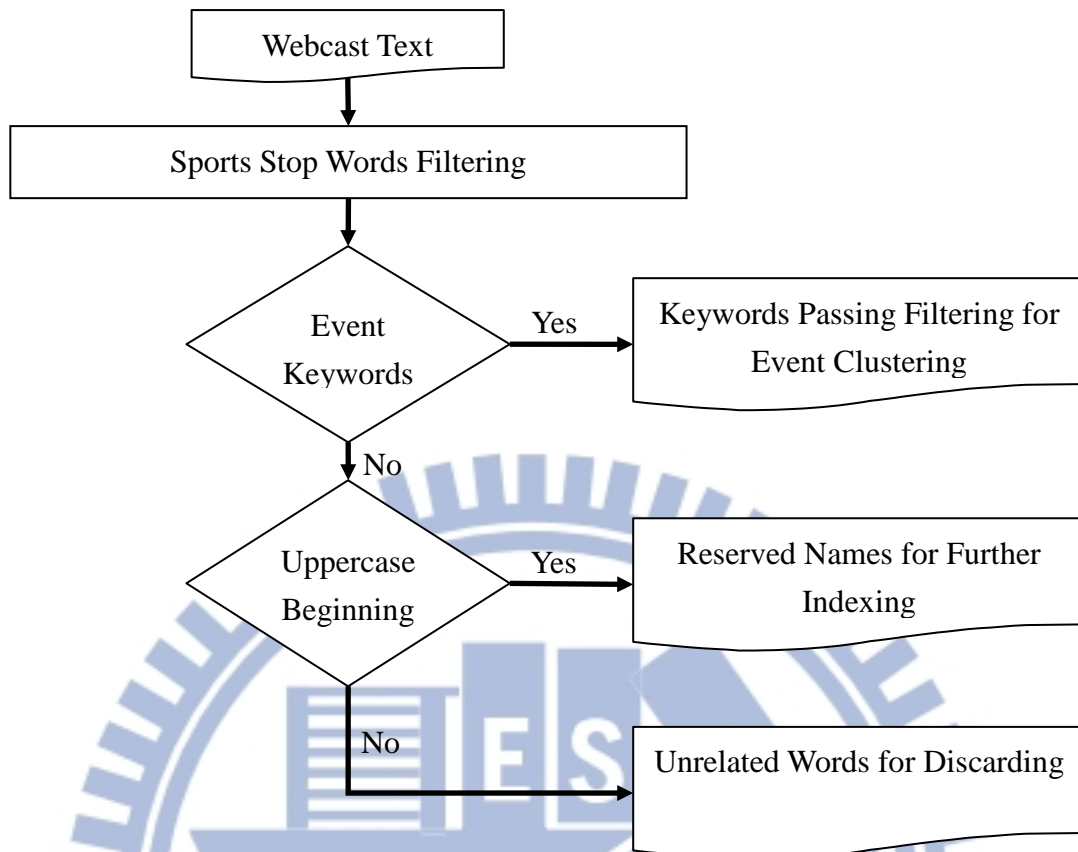 Webcast Text
Sports Stop Words Filtering
Event
Keywords
Yes
Keywords Passing Filtering for
Event Clustering
No
Uppercase
Beginning
Yes
Reserved Names for Further
Indexing
No
Unrelated Words for Discarding
ES